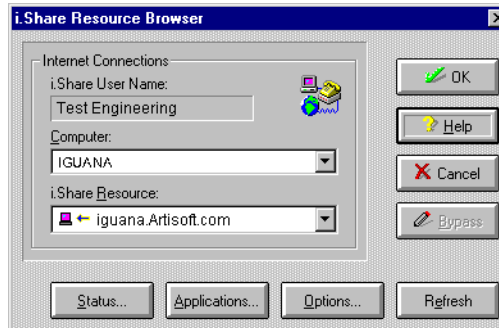 i.Share Resource Browser
Internet Connections
i.Share User Name:
Test Engineering
Computer:
IGUANA
i.Share Resource:
iguana.Artisoft.com
OK
Help
Cancel
Bypass
Status...
Applications...
Options...
Refresh